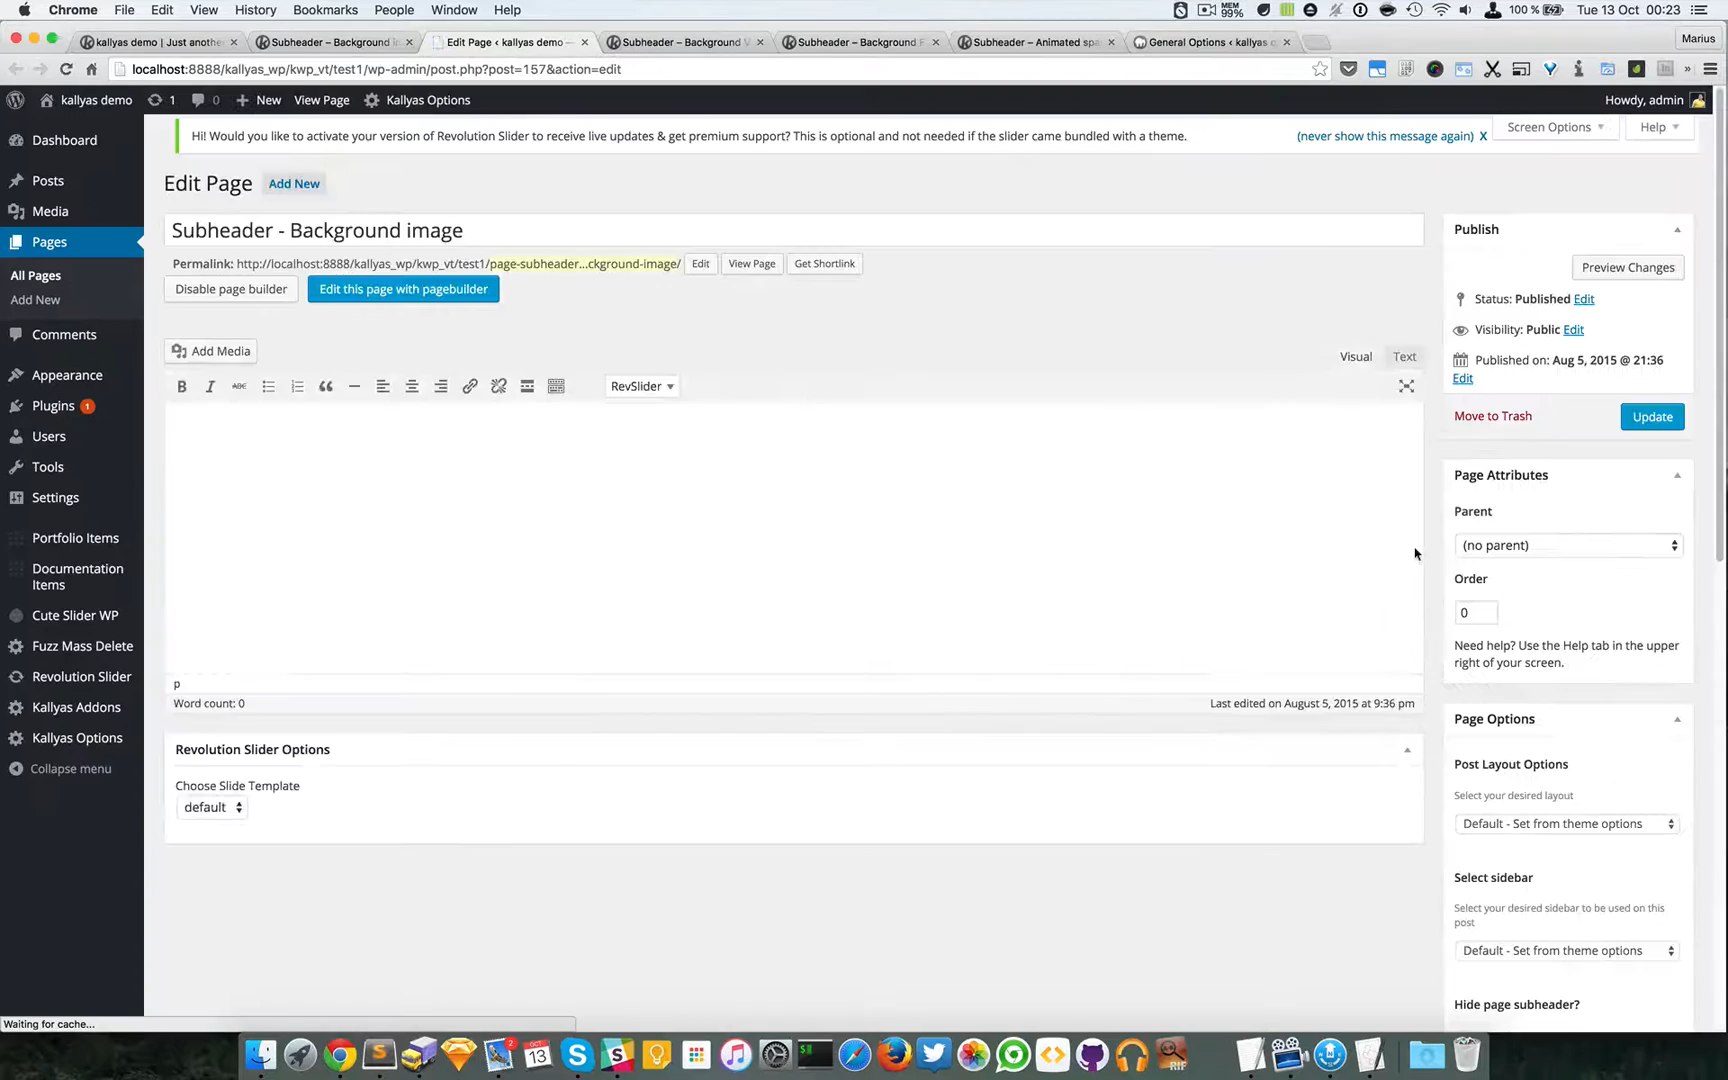 Chrome File Edit View History Bookmarks People Window Help MEM 99% 100 % Tue 13 Oct 00:23
kallyas demo | Just anothe Subheader – Background Edit Page ‹ kallyas demo — Subheader – Background V Subheader – Background Subheader – Animated spa General Options ‹ kallyas Marius
localhost:8888/kallyas_wp/kwp_vt/test1/wp-admin/post.php?post=157&action=edit
kallyas demo 1 0 New View Page Kallyas Options Howdy, admin
Hi! Would you like to activate your version of Revolution Slider to receive live updates & get premium support? This is optional and not needed if the slider came bundled with a theme. (never show this message again) X
Screen Options Help
Dashboard
Posts
Media
Pages
All Pages
Add New
Comments
Appearance
Plugins 1
Users
Tools
Settings
Portfolio Items
Documentation
Items
Cute Slider WP
Fuzz Mass Delete
Revolution Slider
Kallyas Addons
Kallyas Options
Collapse menu
Edit Page Add New
Subheader - Background image
Permalink: http://localhost:8888/kallyas_wp/kwp_vt/test1/page-subheader...ckground-image/ Edit View Page Get Shortlink
Disable page builder Edit this page with pagebuilder
Add Media Visual Text
B I ABC RevSlider
p
Word count: 0 Last edited on August 5, 2015 at 9:36 pm
Revolution Slider Options
Choose Slide Template
default
Publish
Preview Changes
Status: Published Edit
Visibility: Public Edit
Published on: Aug 5, 2015 @ 21:36
Edit
Move to Trash Update
Page Attributes
Parent
(no parent)
Order
0
Need help? Use the Help tab in the upper
right of your screen.
Page Options
Post Layout Options
Select your desired layout
Default - Set from theme options
Select sidebar
Select your desired sidebar to be used on this
post
Default - Set from theme options
Hide page subheader?
Waiting for cache...
2 OCT 13 RIF